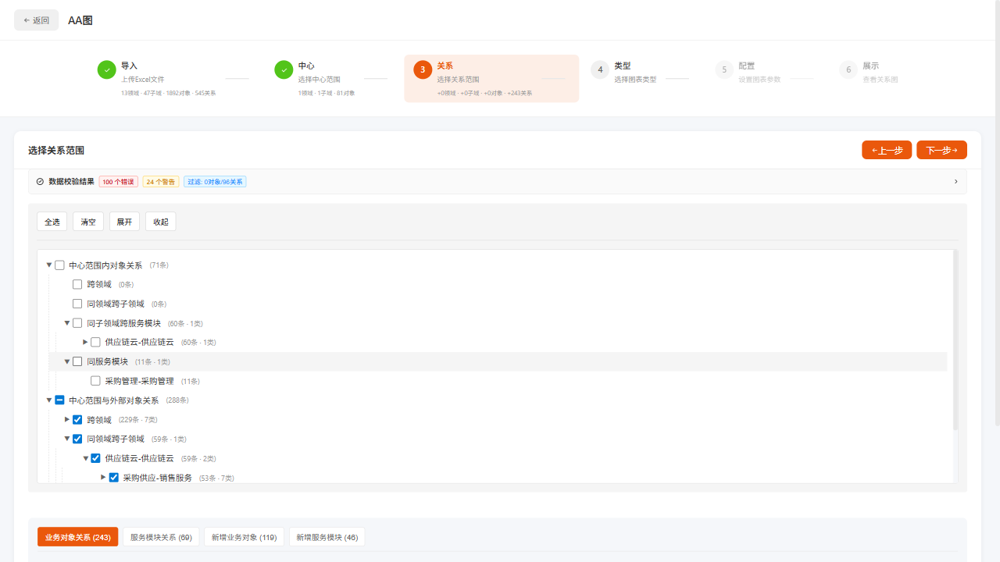 ← 返回
AA图
导入
上传Excel文件
13领域 · 47子域 · 1892对象 · 545关系
中心
选择中心范围
1领域 · 1子域 · 81对象
3
关系
选择关系范围
+0领域 · +0子域 · +0对象 · +243关系
4
类型
选择图表类型
5
配置
设置图表参数
6
展示
查看关系图
选择关系范围
←上一步
下一步→
数据校验结果
100 个错误
24 个警告
过滤: 0对象/96关系
全选
清空
展开
收起
中心范围内对象关系 (71条)
跨领域 (0条)
同领域跨子领域 (0条)
同子领域跨服务模块 (60条 · 1类)
供应链云-供应链云 (60条 · 1类)
同服务模块 (11条 · 1类)
采购管理-采购管理 (11条)
中心范围与外部对象关系 (288条)
跨领域 (229条 · 7类)
同领域跨子领域 (59条 · 1类)
供应链云-供应链云 (59条 · 2类)
采购供应-销售服务 (53条 · 7类)
业务对象关系 (243)
服务模块关系 (69)
新增业务对象 (119)
新增服务模块 (46)